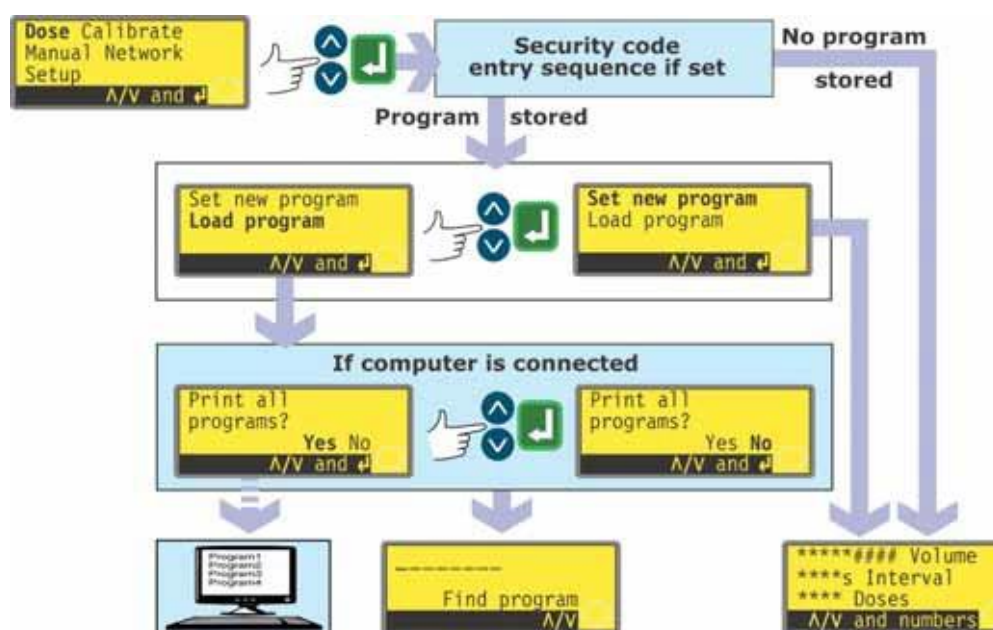 Dose Calibrate
Manual Network
Setup
∧/∨ and ↵
Security code
entry sequence if set
No program
stored
Program stored
Set new program
Load program
∧/∨ and ↵
Set new program
Load program
∧/∨ and ↵
If computer is connected
Print all
programs?
Yes No
∧/∨ and ↵
Print all
programs?
Yes No
∧/∨ and ↵
Program1
Program2
Program3
Program4
Find program
∧/∨
*****#### Volume
****s Interval
**** Doses
∧/∨ and numbers